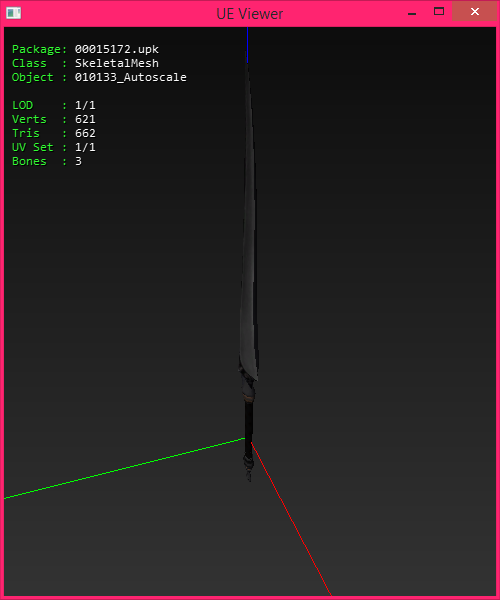 UE Viewer
Package: 00015172.upk
Class  : SkeletalMesh
Object : 010133_Autoscale
LOD    : 1/1
Verts  : 621
Tris   : 662
UV Set : 1/1
Bones  : 3